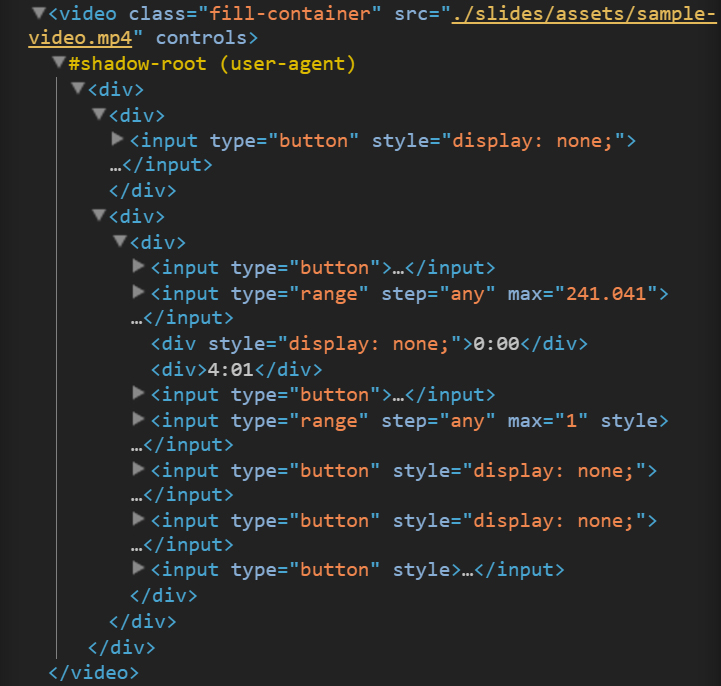 <video class="fill-container" src="./slides/assets/sample-
video.mp4" controls>
#shadow-root (user-agent)
<div>
<div>
<input type="button" style="display: none;">
…</input>
</div>
<div>
<div>
<input type="button">…</input>
<input type="range" step="any" max="241.041">
…</input>
<div style="display: none;">0:00</div>
<div>4:01</div>
<input type="button">…</input>
<input type="range" step="any" max="1" style>
…</input>
<input type="button" style="display: none;">
…</input>
<input type="button" style="display: none;">
…</input>
<input type="button" style>…</input>
</div>
</div>
</div>
</video>